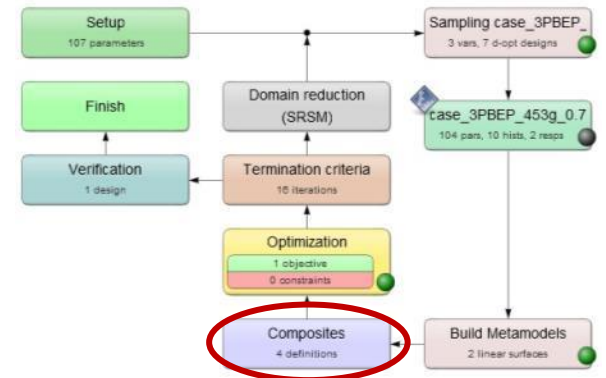 Setup
107 parameters
Sampling case_3PBEP_
3 vars, 7 d-opt designs
Finish
Domain reduction
(SRSM)
case_3PBEP_453g_0.7
104 pars, 10 hists, 2 resps
Verification
1 design
Termination criteria
16 iterations
Optimization
1 objective
0 constraints
Composites
4 definitions
Build Metamodels
2 linear surfaces